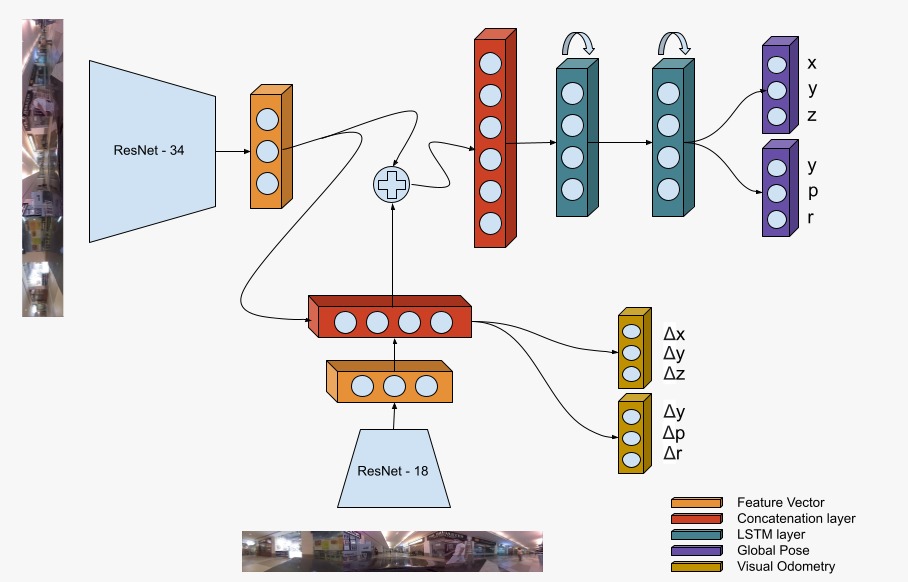 ResNet - 34
x
y
z
y
p
r
Δx
Δy
Δz
Δy
Δp
Δr
ResNet - 18
Feature Vector
Concatenation layer
LSTM layer
Global Pose
Visual Odometry